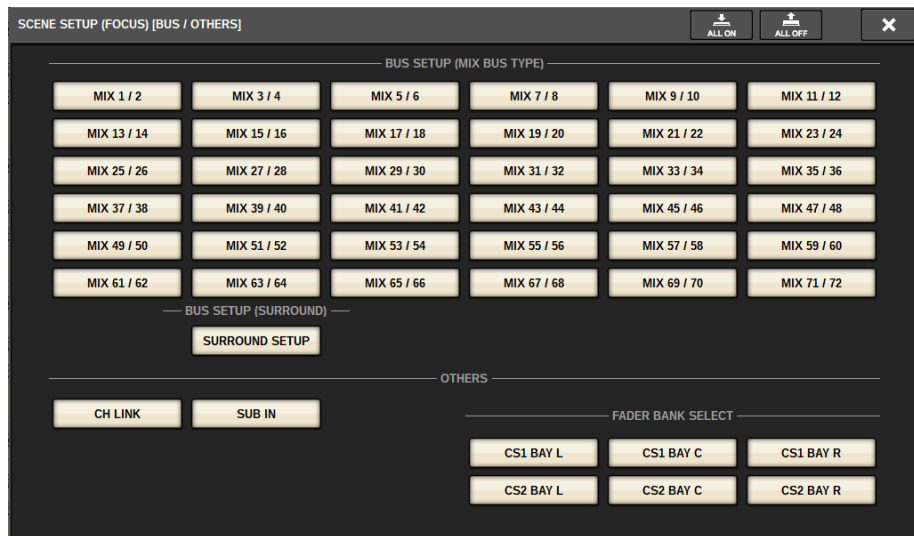 SCENE SETUP (FOCUS) [BUS / OTHERS]
ALL ON
ALL OFF
BUS SETUP (MIX BUS TYPE)
MIX 1 / 2 MIX 3 / 4 MIX 5 / 6 MIX 7 / 8 MIX 9 / 10 MIX 11 / 12
MIX 13 / 14 MIX 15 / 16 MIX 17 / 18 MIX 19 / 20 MIX 21 / 22 MIX 23 / 24
MIX 25 / 26 MIX 27 / 28 MIX 29 / 30 MIX 31 / 32 MIX 33 / 34 MIX 35 / 36
MIX 37 / 38 MIX 39 / 40 MIX 41 / 42 MIX 43 / 44 MIX 45 / 46 MIX 47 / 48
MIX 49 / 50 MIX 51 / 52 MIX 53 / 54 MIX 55 / 56 MIX 57 / 58 MIX 59 / 60
MIX 61 / 62 MIX 63 / 64 MIX 65 / 66 MIX 67 / 68 MIX 69 / 70 MIX 71 / 72
BUS SETUP (SURROUND)
SURROUND SETUP
OTHERS
CH LINK SUB IN
FADER BANK SELECT
CS1 BAY L CS1 BAY C CS1 BAY R
CS2 BAY L CS2 BAY C CS2 BAY R